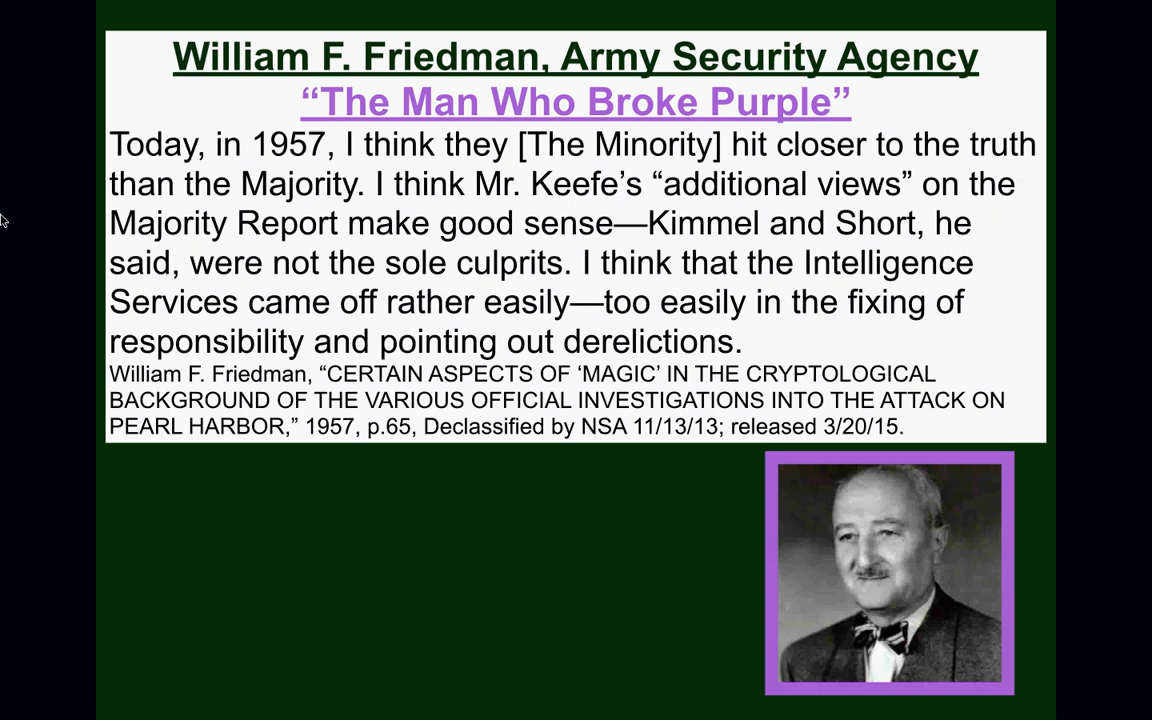 William F. Friedman, Army Security Agency
“The Man Who Broke Purple”
Today, in 1957, I think they [The Minority] hit closer to the truth
than the Majority. I think Mr. Keefe’s “additional views” on the
Majority Report make good sense—Kimmel and Short, he
said, were not the sole culprits. I think that the Intelligence
Services came off rather easily—too easily in the fixing of
responsibility and pointing out derelictions.
William F. Friedman, “CERTAIN ASPECTS OF ‘MAGIC’ IN THE CRYPTOLOGICAL
BACKGROUND OF THE VARIOUS OFFICIAL INVESTIGATIONS INTO THE ATTACK ON
PEARL HARBOR,” 1957, p.65, Declassified by NSA 11/13/13; released 3/20/15.